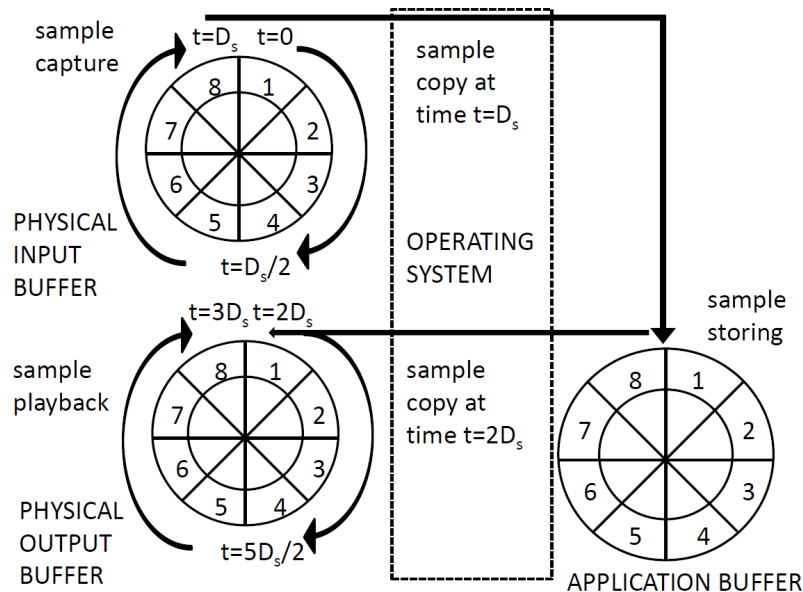 sample
capture
t=Dₛ t=0
8 1
7 2
6 3
5 4
PHYSICAL
INPUT
BUFFER
t=Dₛ/2
sample
copy at
time t=Dₛ
OPERATING
SYSTEM
t=3Dₛ t=2Dₛ
sample
playback
8 1
7 2
6 3
5 4
PHYSICAL
OUTPUT
BUFFER
t=5Dₛ/2
sample
copy at
time t=2Dₛ
sample
storing
8 1
7 2
6 3
5 4
APPLICATION BUFFER